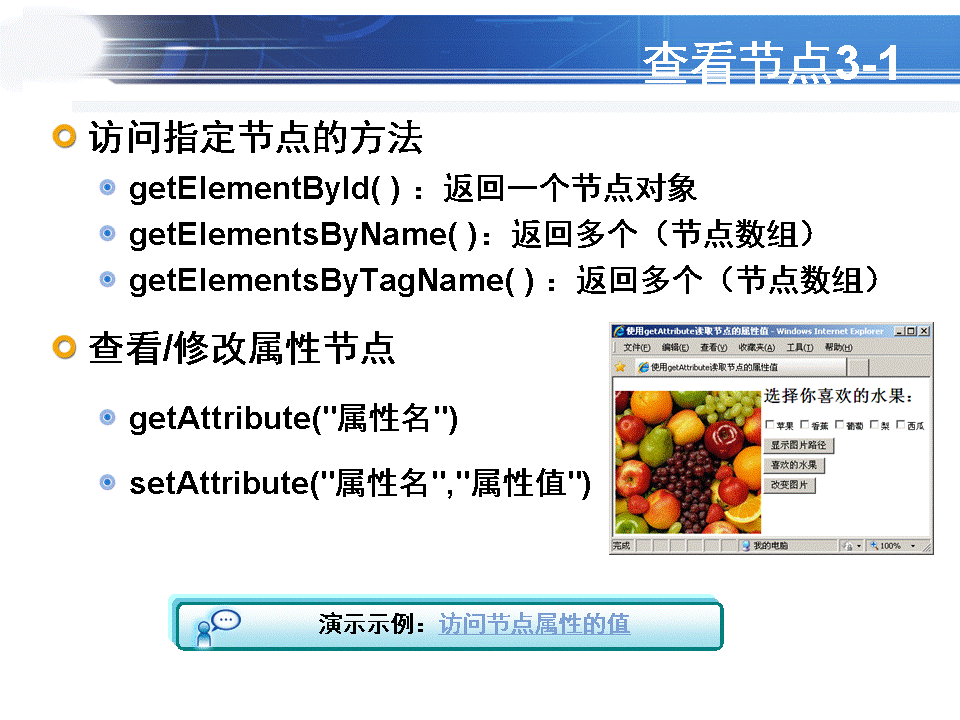 查看节点3-1
访问指定节点的方法
getElementById( ) ：返回一个节点对象
getElementsByName( )：返回多个（节点数组）
getElementsByTagName( ) ：返回多个（节点数组）
查看/修改属性节点
getAttribute("属性名")
setAttribute("属性名","属性值")
使用getAttribute读取节点的属性值 - Windows Internet Explorer
文件(F) 编辑(E) 查看(V) 收藏夹(A) 工具(T) 帮助(H)
使用getAttribute读取节点的属性值
选择你喜欢的水果：
苹果 香蕉 葡萄 梨 西瓜
显示图片路径
喜欢的水果
改变图片
完成 我的电脑 100%
演示示例：访问节点属性的值